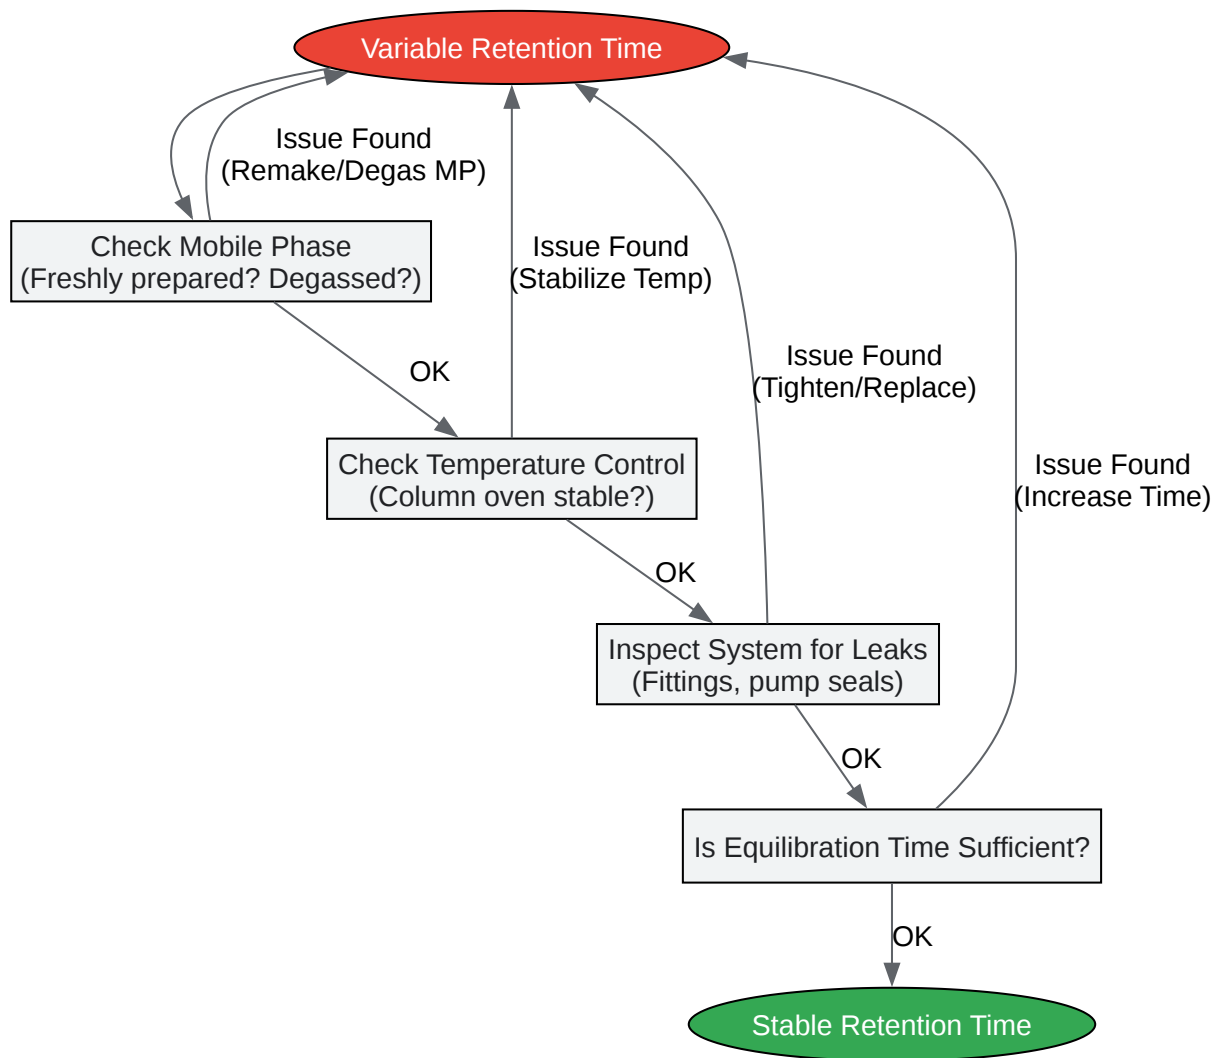 Variable Retention Time
Issue Found
(Remake/Degas MP)
Check Mobile Phase
(Freshly prepared? Degassed?)
Issue Found
(Stabilize Temp)
OK
Issue Found
(Tighten/Replace)
Check Temperature Control
(Column oven stable?)
Issue Found
(Increase Time)
OK
Inspect System for Leaks
(Fittings, pump seals)
OK
Is Equilibration Time Sufficient?
OK
Stable Retention Time